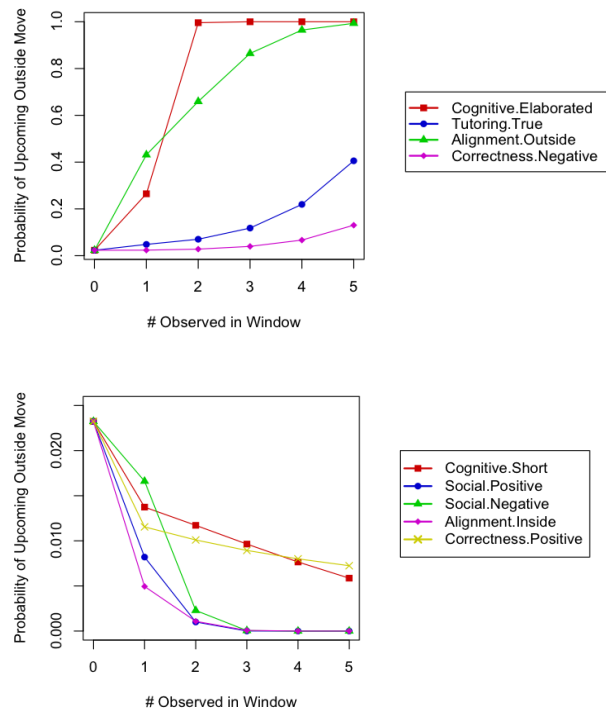 Probability of Upcoming Outside Move
1.0
0.8
0.6
0.4
0.2
0.0
0 1 2 3 4 5
# Observed in Window
Cognitive.Elaborated
Tutoring.True
Alignment.Outside
Correctness.Negative
Probability of Upcoming Outside Move
0.020
0.010
0.000
0 1 2 3 4 5
# Observed in Window
Cognitive.Short
Social.Positive
Social.Negative
Alignment.Inside
Correctness.Positive